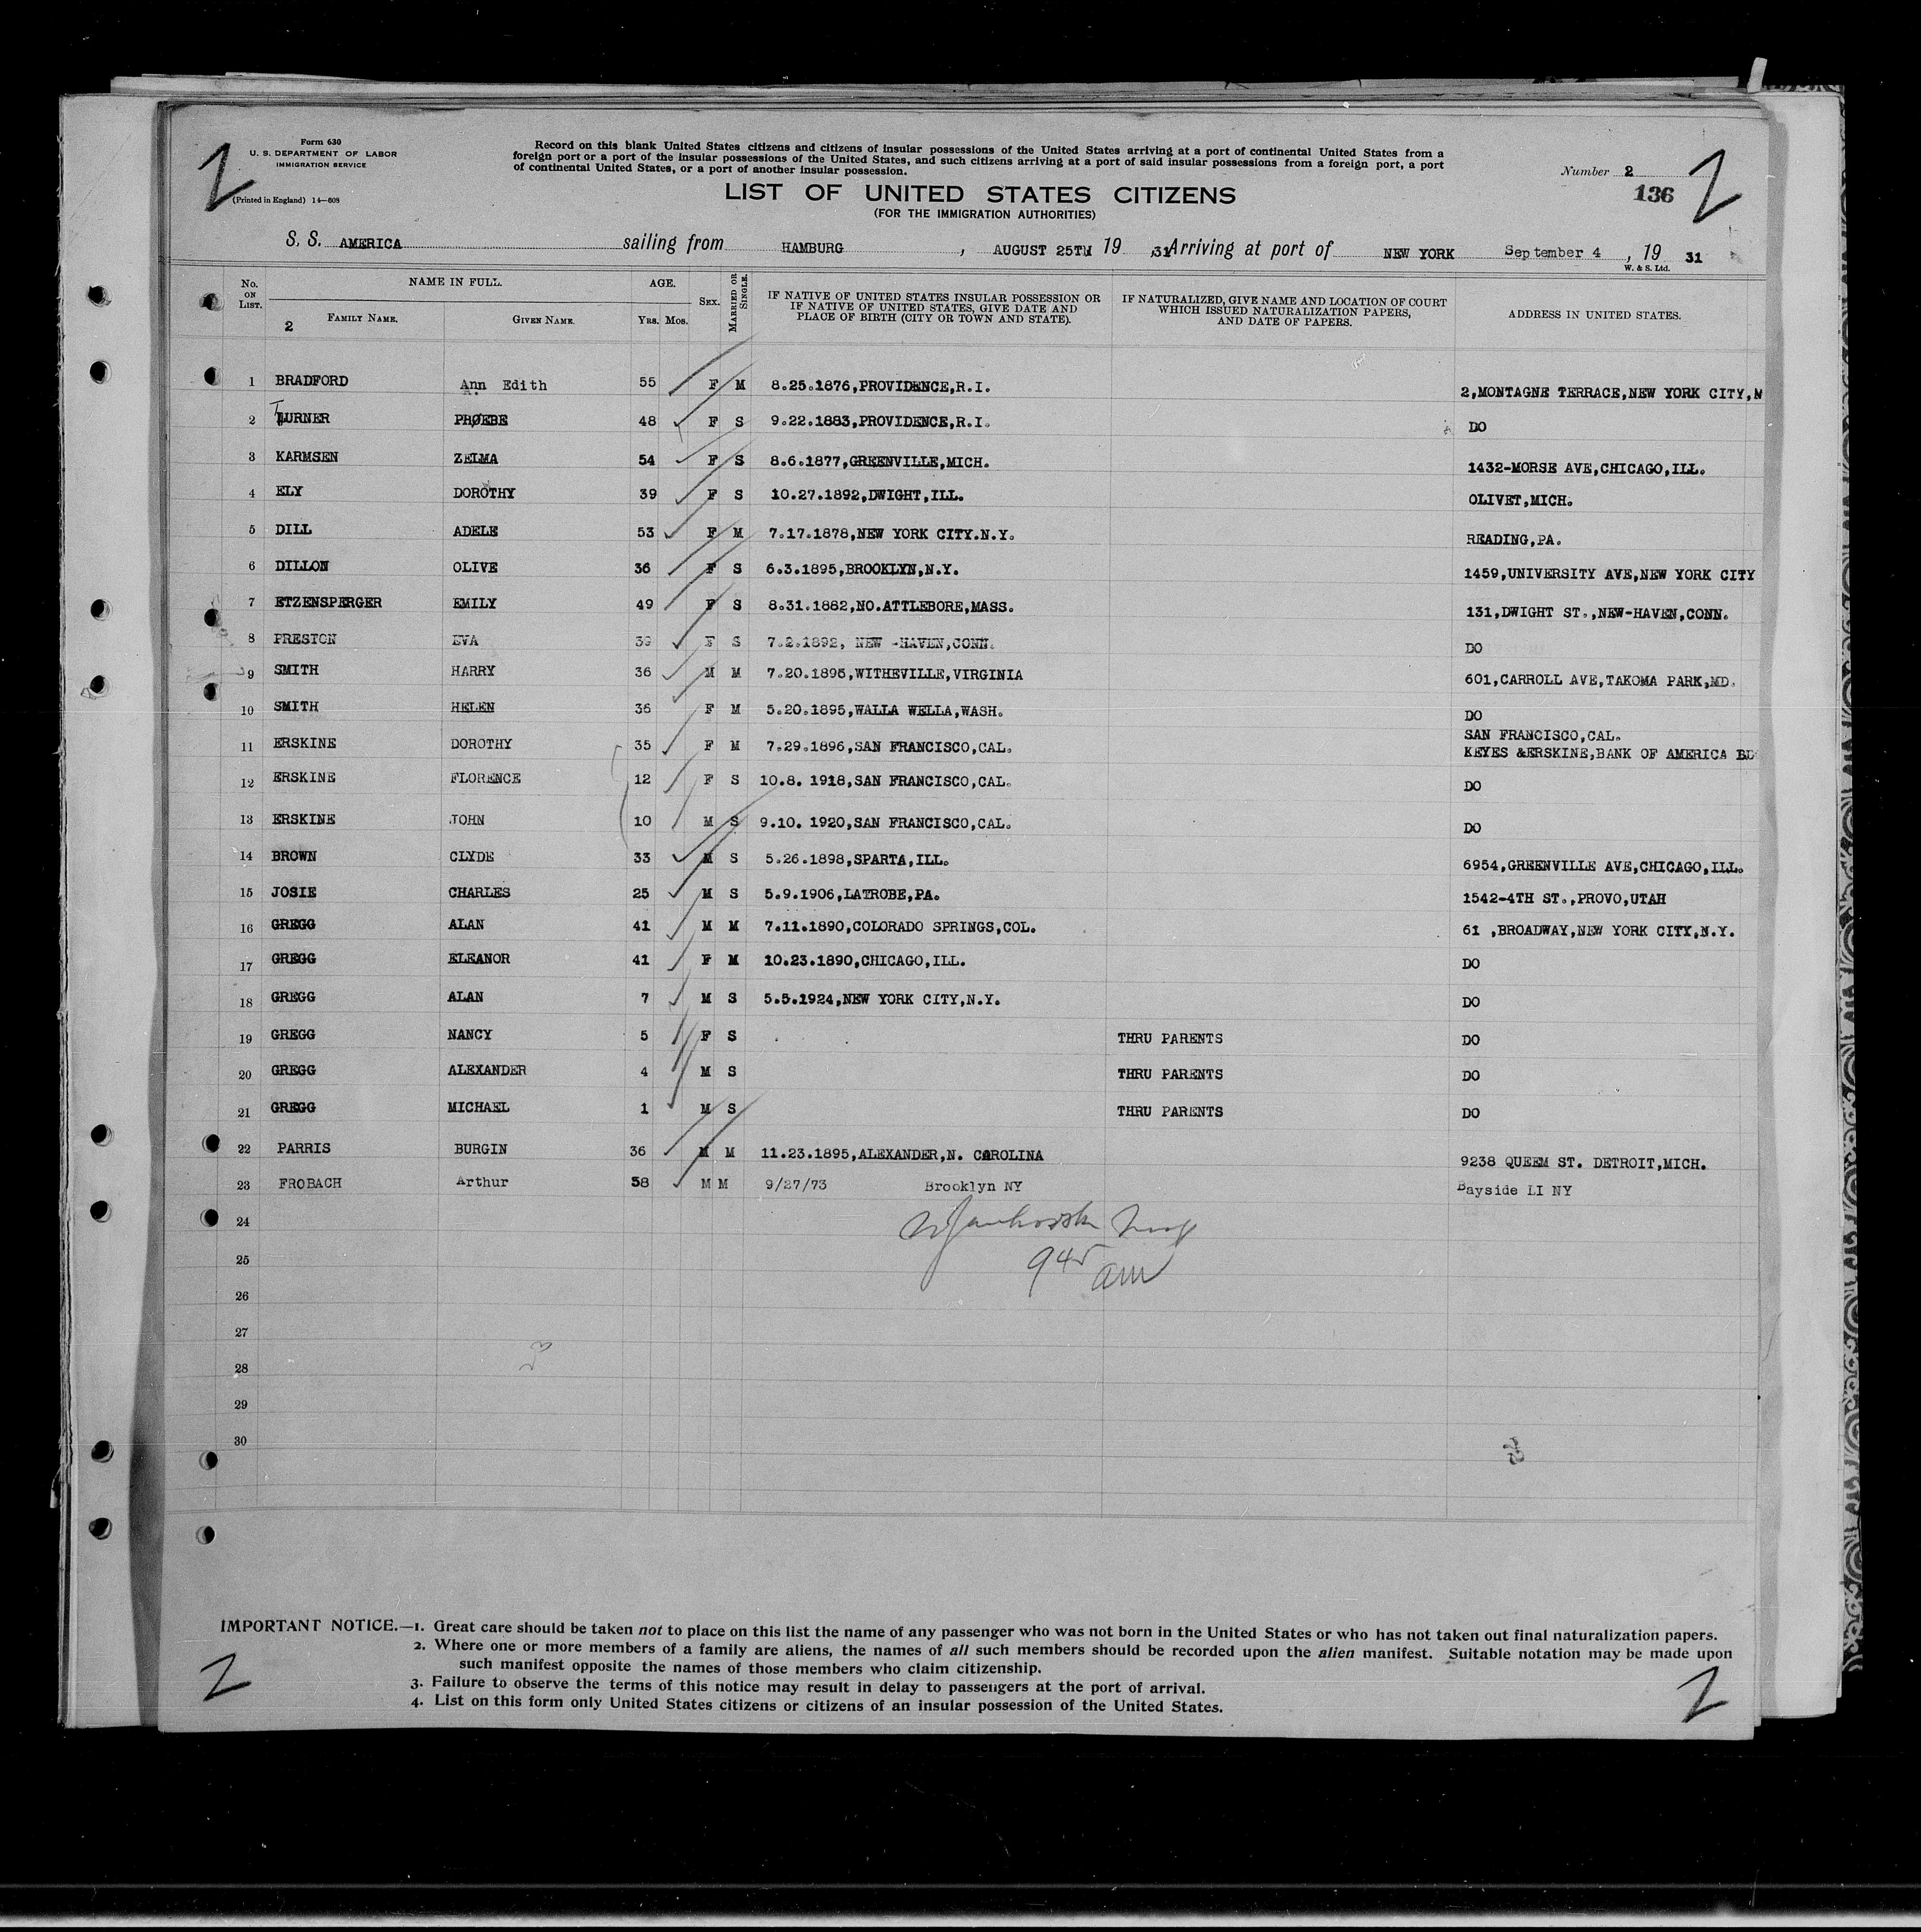 Form 630
U. S. DEPARTMENT OF LABOR
IMMIGRATION SERVICE
(Printed in England) 14—608
2
2
Record on this blank United States citizens and citizens of insular possessions of the United States arriving at a port of continental United States from a
foreign port or a port of the insular possessions of the United States, and such citizens arriving at a port of said insular possessions from a foreign port, a port
of continental United States, or a port of another insular possession.
Number 2
136
LIST OF UNITED STATES CITIZENS
(FOR THE IMMIGRATION AUTHORITIES)
S. S. AMERICA sailing from HAMBURG , AUGUST 25TH 19 ,31 Arriving at port of NEW YORK September 4 , 19 31
W. & S. Ltd.
No. ON LIST. NAME IN FULL. AGE. SEX. MARRIED OR SINGLE. IF NATIVE OF UNITED STATES INSULAR POSSESSION OR IF NATIVE OF UNITED STATES, GIVE DATE AND PLACE OF BIRTH (CITY OR TOWN AND STATE). IF NATURALIZED, GIVE NAME AND LOCATION OF COURT WHICH ISSUED NATURALIZATION PAPERS, AND DATE OF PAPERS. ADDRESS IN UNITED STATES.
2 FAMILY NAME. GIVEN NAME. YRS. MOS.
1 BRADFORD Ann Edith 55 F M 8.25.1876,PROVIDENCE,R.I. 2,MONTAGNE TERRACE,NEW YORK CITY,N
2 TURNER PHOEBE 48 F S 9.22.1883,PROVIDENCE,R.I. DO
3 KARMSEN ZELMA 54 F S 8.6.1877,GREENVILLE,MICH. 1432-MORSE AVE,CHICAGO,ILL.
4 ELY DOROTHY 39 F S 10.27.1892,DWIGHT,ILL. OLIVET,MICH.
5 DILL ADELE 53 F M 7.17.1878,NEW YORK CITY.N.Y. READING,PA.
6 DILLON OLIVE 36 F S 6.3.1895,BROOKLYN,N.Y. 1459,UNIVERSITY AVE,NEW YORK CITY
7 ETZENSPERGER EMILY 49 F S 8.31.1882,NO.ATTLEBORE,MASS. 131,DWIGHT ST.,NEW-HAVEN,CONN.
8 PRESTON EVA 39 F S 7.2.1892, NEW -HAVEN,CONN. DO
9 SMITH HARRY 36 M M 7.20.1895,WITHEVILLE,VIRGINIA 601,CARROLL AVE,TAKOMA PARK,MD.
10 SMITH HELEN 36 F M 5.20.1895,WALLA WELLA,WASH. DO
11 ERSKINE DOROTHY 35 F M 7.29.1896,SAN FRANCISCO,CAL. SAN FRANCISCO,CAL.
KEYES &ERSKINE,BANK OF AMERICA BL
12 ERSKINE FLORENCE 12 F S 10.8. 1918,SAN FRANCISCO,CAL. DO
13 ERSKINE JOHN 10 M S 9.10. 1920,SAN FRANCISCO,CAL. DO
14 BROWN CLYDE 33 M S 5.26.1898,SPARTA,ILL. 6954,GREENVILLE AVE,CHICAGO,ILL.
15 JOSIE CHARLES 25 M S 5.9.1906,LATROBE,PA. 1542-4TH ST.,PROVO,UTAH
16 GREGG ALAN 41 M M 7.11.1890,COLORADO SPRINGS,COL. 61 ,BROADWAY,NEW YORK CITY,N.Y.
17 GREGG ELEANOR 41 F M 10.23.1890,CHICAGO,ILL. DO
18 GREGG ALAN 7 M S 5.5.1924,NEW YORK CITY,N.Y. DO
19 GREGG NANCY 5 F S THRU PARENTS DO
20 GREGG ALEXANDER 4 M S THRU PARENTS DO
21 GREGG MICHAEL 1 M S THRU PARENTS DO
22 PARRIS BURGIN 36 M M 11.23.1895,ALEXANDER,N. CAROLINA 9238 QUEEM ST. DETROIT,MICH.
23 FROBACH Arthur 58 M M 9/27/73 Brooklyn NY Bayside LI NY
24
25 945 am
26
27
28
29
30
IMPORTANT NOTICE.—1. Great care should be taken not to place on this list the name of any passenger who was not born in the United States or who has not taken out final naturalization papers.
2. Where one or more members of a family are aliens, the names of all such members should be recorded upon the alien manifest. Suitable notation may be made upon
such manifest opposite the names of those members who claim citizenship.
3. Failure to observe the terms of this notice may result in delay to passengers at the port of arrival.
4. List on this form only United States citizens or citizens of an insular possession of the United States.
2
2